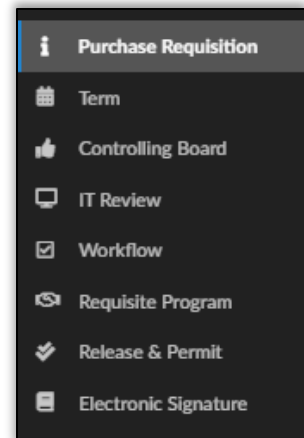 Purchase Requisition
Term
Controlling Board
IT Review
Workflow
Requisite Program
Release & Permit
Electronic Signature